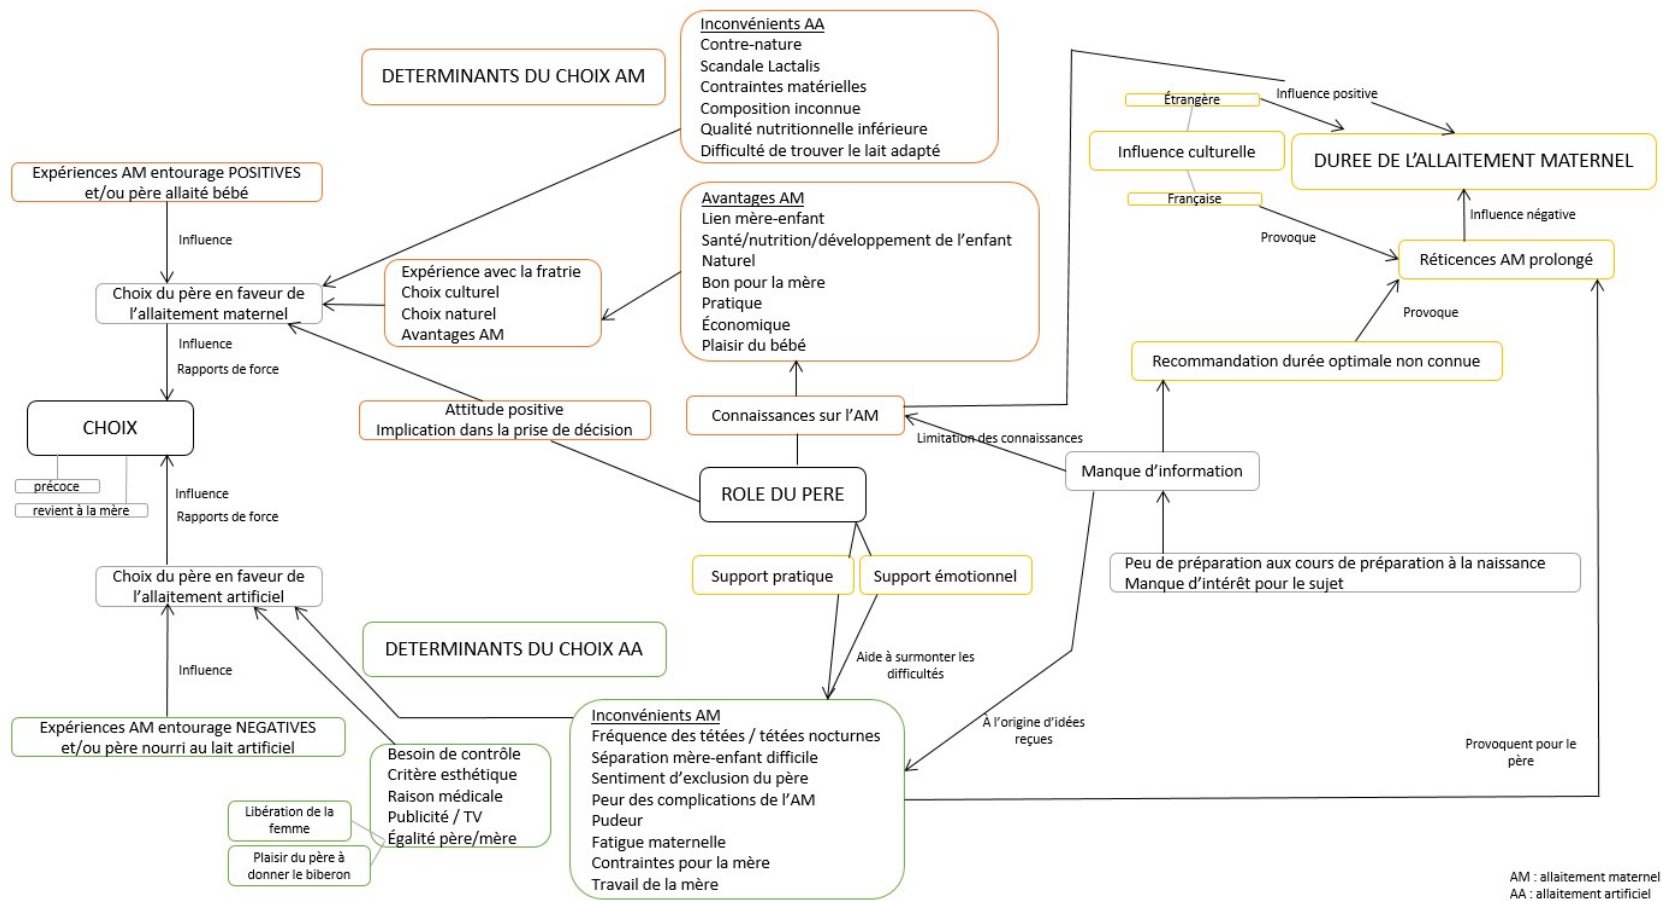 Inconvénients AA
Contre-nature
Scandale Lactalis
Contraintes matérielles
Composition inconnue
Qualité nutritionnelle inférieure
Difficulté de trouver le lait adapté
DETERMINANTS DU CHOIX AM
Étrangère
Influence positive
Influence culturelle
DUREE DE L'ALLAITEMENT MATERNEL
Française
Influence négative
Provoque
Réticences AM prolongé
Expériences AM entourage POSITIVES
et/ou père allaité bébé
Influence
Avantages AM
Lien mère-enfant
Santé/nutrition/développement de l'enfant
Naturel
Bon pour la mère
Pratique
Économique
Plaisir du bébé
Expérience avec la fratrie
Choix culturel
Choix naturel
Avantages AM
Choix du père en faveur de
l'allaitement maternel
Influence
Rapports de force
Provoque
Recommandation durée optimale non connue
CHOIX
précoce
revient à la mère
Attitude positive
Implication dans la prise de décision
Connaissances sur l'AM
Limitation des connaissances
Manque d'information
ROLE DU PERE
Influence
Rapports de force
Support pratique
Support émotionnel
Peu de préparation aux cours de préparation à la naissance
Manque d'intérêt pour le sujet
Choix du père en faveur de
l'allaitement artificiel
DETERMINANTS DU CHOIX AA
Aide à surmonter les
difficultés
Influence
Expériences AM entourage NEGATIVES
et/ou père nourri au lait artificiel
Inconvénients AM
Fréquence des tétées / tétées nocturnes
Séparation mère-enfant difficile
Sentiment d'exclusion du père
Peur des complications de l'AM
Pudeur
Fatigue maternelle
Contraintes pour la mère
Travail de la mère
À l'origine d'idées
reçues
Provoquent pour le
père
Besoin de contrôle
Critère esthétique
Raison médicale
Publicité / TV
Égalité père/mère
Libération de la
femme
Plaisir du père à
donner le biberon
AM : allaitement maternel
AA : allaitement artificiel